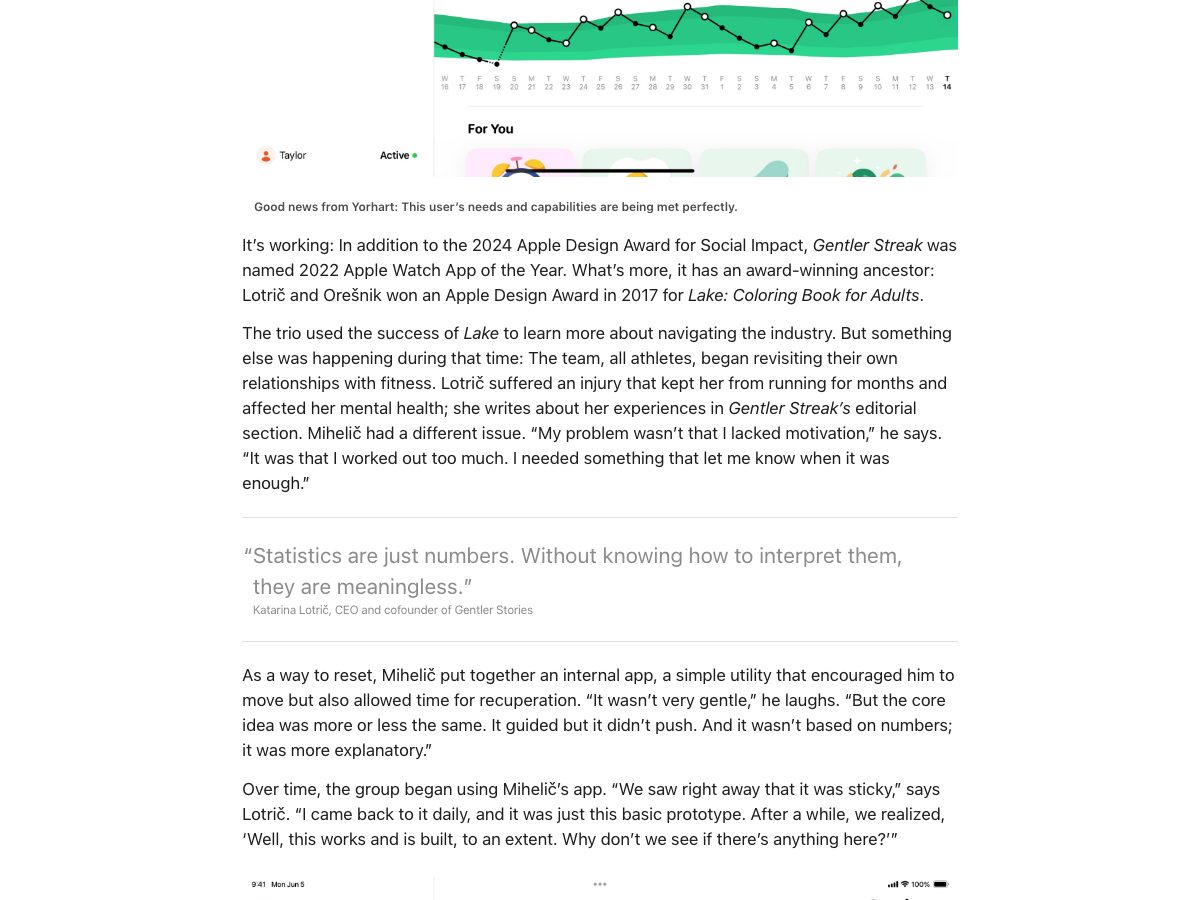 W T F S S M T W T F S S M T W T F S S M T W T F S S M T W T
16 17 18 19 20 21 22 23 24 25 26 27 28 29 30 31 1 2 3 4 5 6 7 8 9 10 11 12 13 14
For You
Taylor Active
Good news from Yorhart: This user’s needs and capabilities are being met perfectly.
It’s working: In addition to the 2024 Apple Design Award for Social Impact, Gentler Streak was
named 2022 Apple Watch App of the Year. What’s more, it has an award-winning ancestor:
Lotrič and Orešnik won an Apple Design Award in 2017 for Lake: Coloring Book for Adults.
The trio used the success of Lake to learn more about navigating the industry. But something
else was happening during that time: The team, all athletes, began revisiting their own
relationships with fitness. Lotrič suffered an injury that kept her from running for months and
affected her mental health; she writes about her experiences in Gentler Streak’s editorial
section. Mihelič had a different issue. “My problem wasn’t that I lacked motivation,” he says.
“It was that I worked out too much. I needed something that let me know when it was
enough.”
“Statistics are just numbers. Without knowing how to interpret them,
they are meaningless.”
Katarina Lotrič, CEO and cofounder of Gentler Stories
As a way to reset, Mihelič put together an internal app, a simple utility that encouraged him to
move but also allowed time for recuperation. “It wasn’t very gentle,” he laughs. “But the core
idea was more or less the same. It guided but it didn’t push. And it wasn’t based on numbers;
it was more explanatory.”
Over time, the group began using Mihelič’s app. “We saw right away that it was sticky,” says
Lotrič. “I came back to it daily, and it was just this basic prototype. After a while, we realized,
‘Well, this works and is built, to an extent. Why don’t we see if there’s anything here?’”
9:41 Mon Jun 5 100%